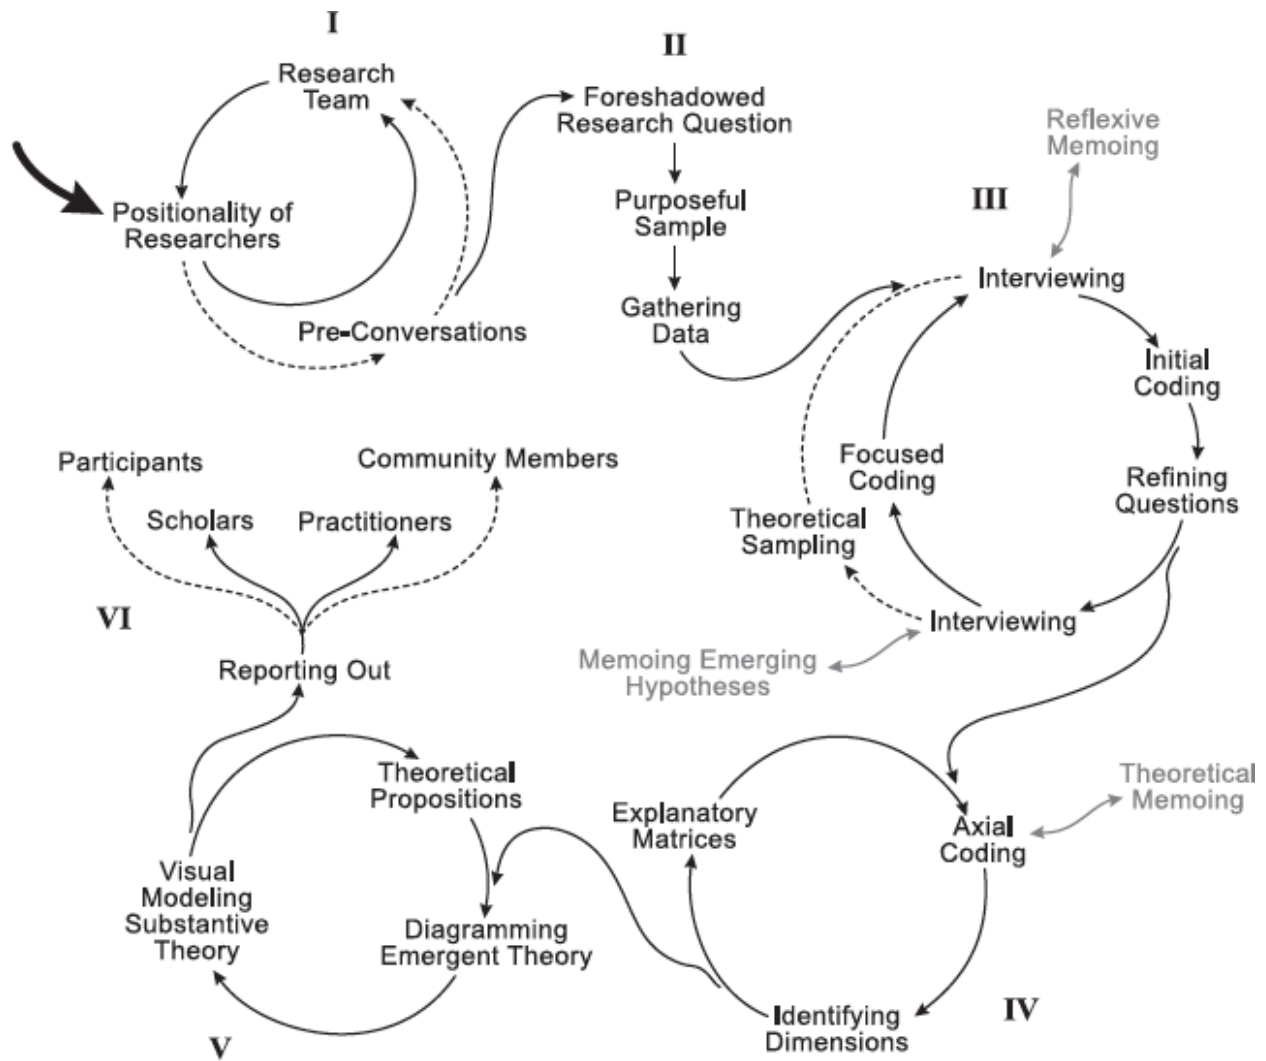 I
Research
Team
Positionality of
Researchers
Pre-Conversations
II
Foreshadowed
Research Question
Purposeful
Sample
Gathering
Data
III
Reflexive
Memoing
Interviewing
Initial
Coding
Refining
Questions
Interviewing
Focused
Coding
Theoretical
Sampling
Memoing Emerging
Hypotheses
IV
Axial
Coding
Theoretical
Memoing
Identifying
Dimensions
Explanatory
Matrices
V
Theoretical
Propositions
Diagramming
Emergent Theory
Visual
Modeling
Substantive
Theory
VI
Reporting Out
Participants
Scholars
Practitioners
Community Members